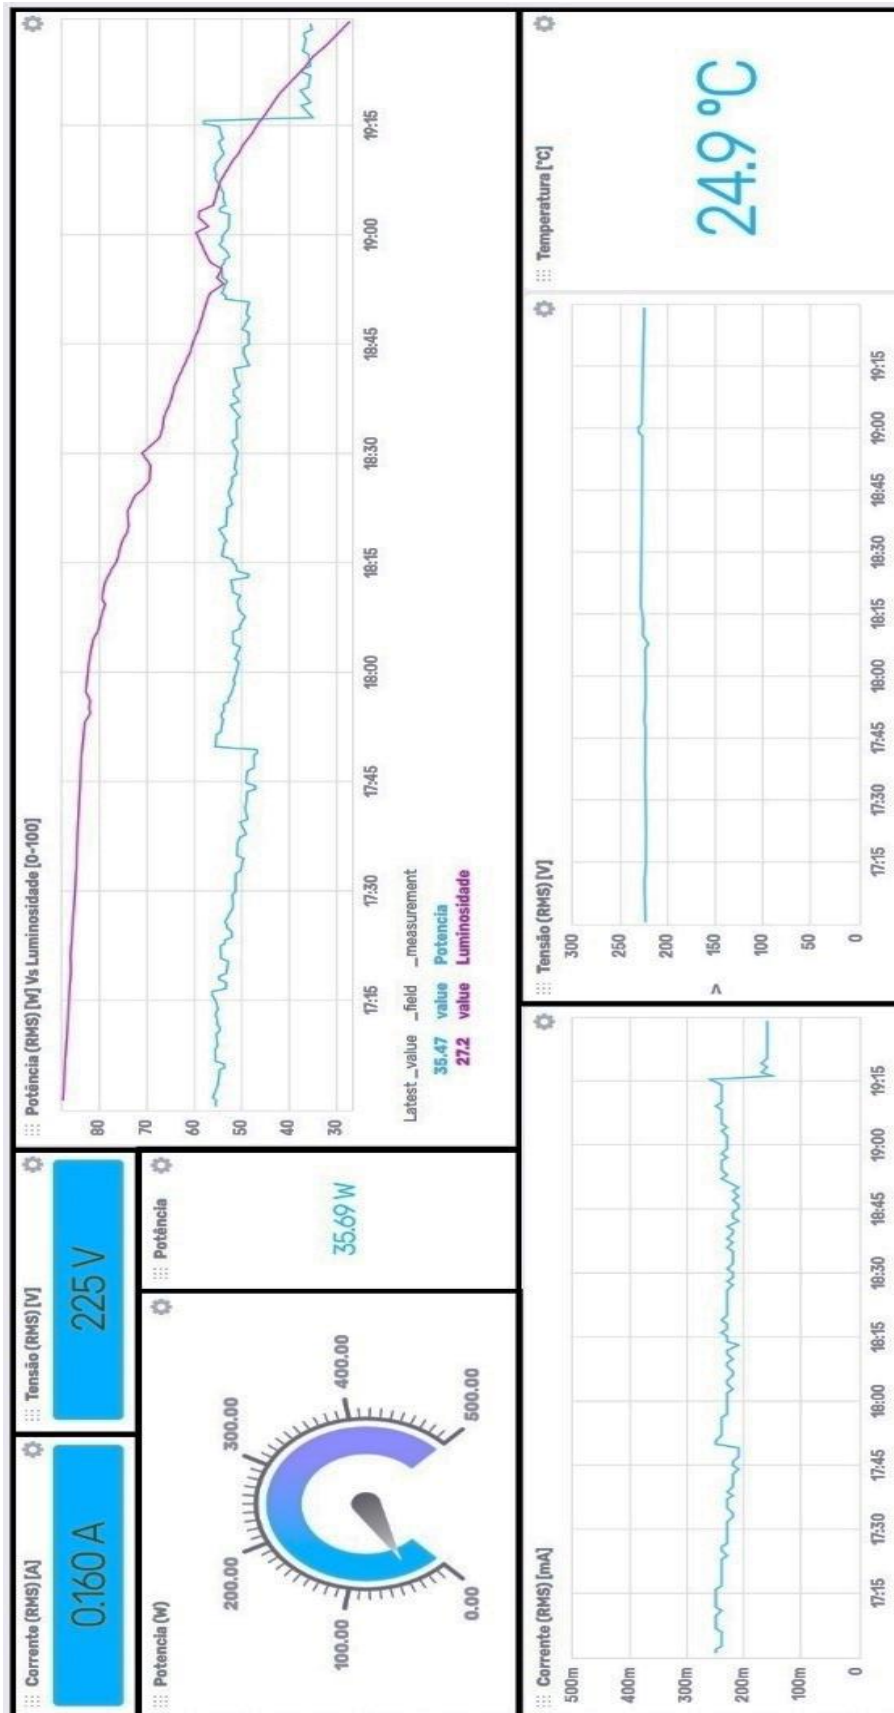 Corrente (RMS) [A]
0.160 A
Tensão (RMS) [V]
225 V
Potencia (W)
0.00
100.00
200.00
300.00
400.00
500.00
Potência
35.69 W
Potência (RMS) [W] Vs Luminosidade [0-100]
80
70
60
50
40
30
17:15
17:30
17:45
18:00
18:15
18:30
18:45
19:00
19:15
Latest _value _field _measurement
35.47 value Potencia
27.2 value Luminosidade
Corrente (RMS) [mA]
500m
400m
300m
200m
100m
0
17:15
17:30
17:45
18:00
18:15
18:30
18:45
19:00
19:15
Tensão (RMS) [V]
300
250
200
150
100
50
0
V
17:15
17:30
17:45
18:00
18:15
18:30
18:45
19:00
19:15
Temperatura [°C]
24.9 °C